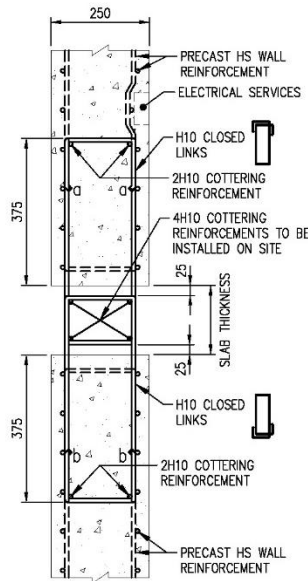 250
PRECAST HS WALL
REINFORCEMENT
ELECTRICAL SERVICES
H10 CLOSED
LINKS
2H10 COTTERING
REINFORCEMENT
375
4H10 COTTERING
REINFORCEMENTS TO BE
INSTALLED ON SITE
25
SLAB THICKNESS
25
375
H10 CLOSED
LINKS
2H10 COTTERING
REINFORCEMENT
PRECAST HS WALL
REINFORCEMENT